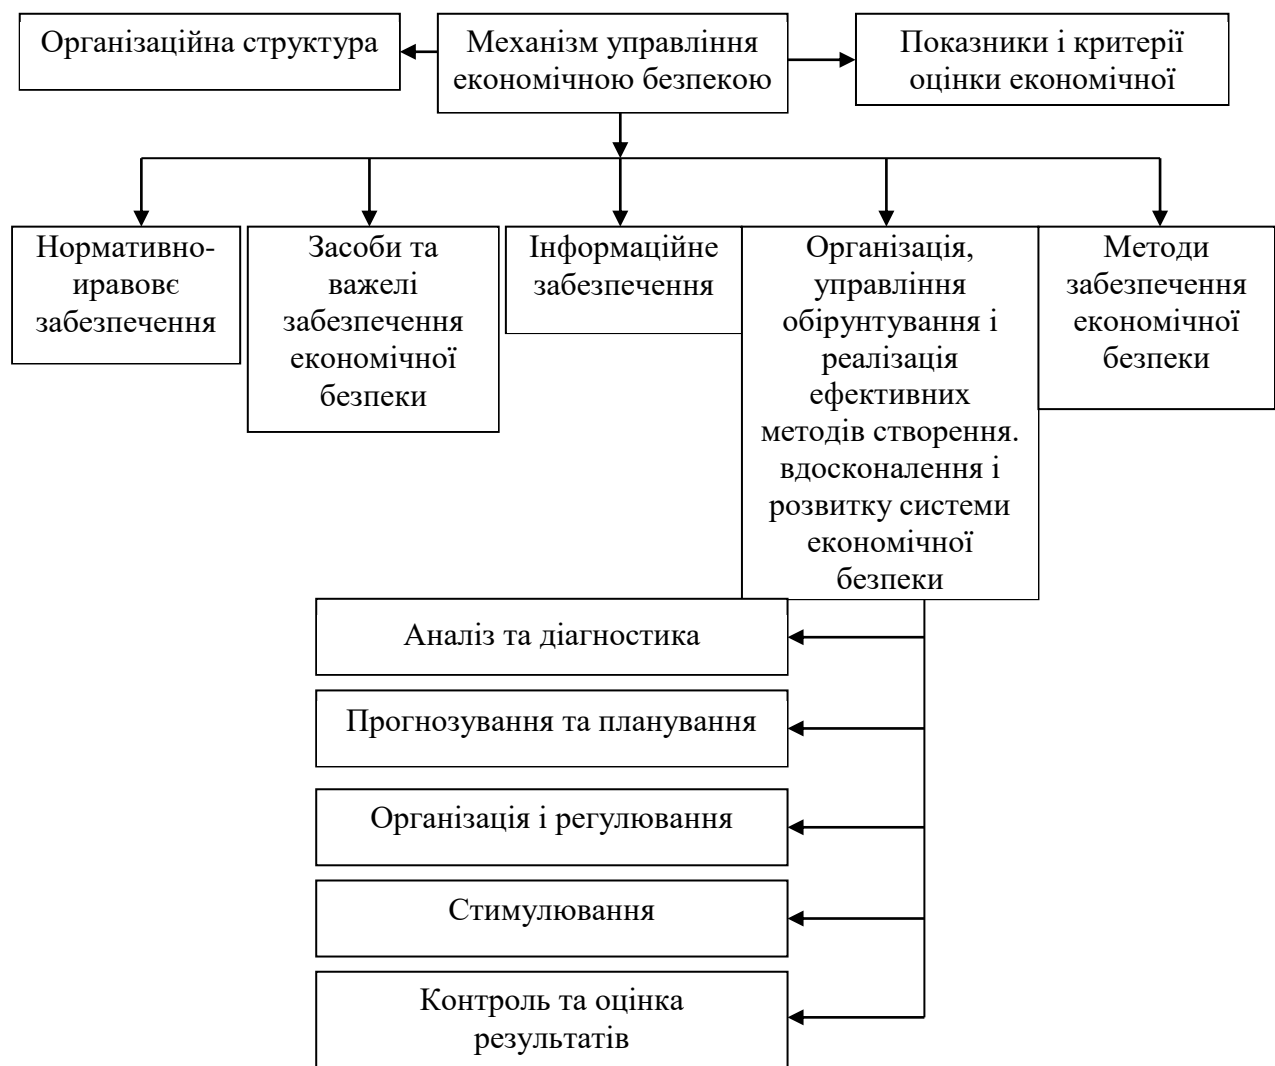 Організаційна структура
Механізм управління
економічною безпекою
Показники і критерії
оцінки економічної
Нормативно-
иравовє
забезпечення
Засоби та
важелі
забезпечення
економічної
безпеки
Інформаційне
забезпечення
Організація,
управління
обірунтування і
реалізація
ефективних
методів створення.
вдосконалення і
розвитку системи
економічної
безпеки
Методи
забезпечення
економічної
безпеки
Аналіз та діагностика
Прогнозування та планування
Організація і регулювання
Стимулювання
Контроль та оцінка
результатів